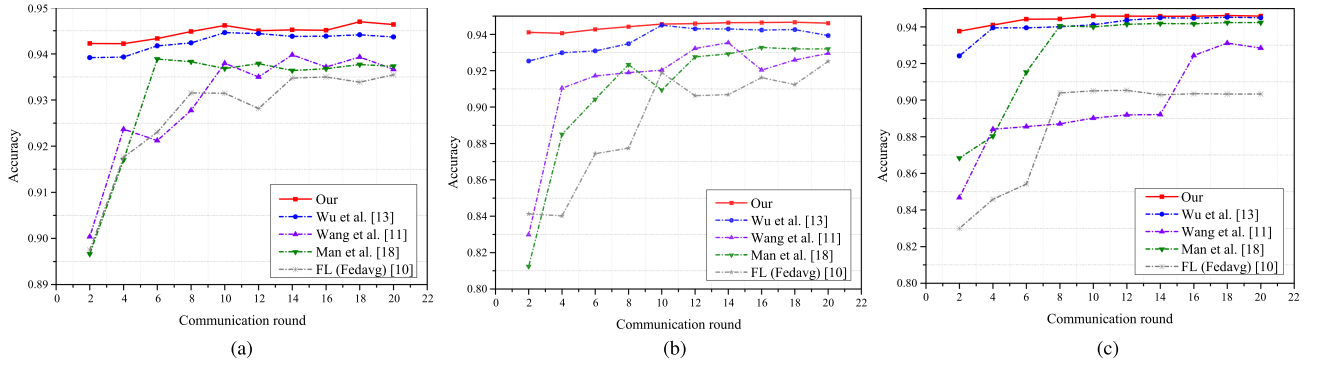 0.95
0.94
0.93
0.92
0.91
0.90
0.89
Accuracy
0 2 4 6 8 10 12 14 16 18 20 22
Communication round
Our
Wu et al. [13]
Wang et al. [11]
Man et al. [18]
FL (Fedavg) [10]
(a)
0.94
0.92
0.90
0.88
0.86
0.84
0.82
0.80
Accuracy
0 2 4 6 8 10 12 14 16 18 20 22
Communication round
Our
Wu et al. [13]
Wang et al. [11]
Man et al. [18]
FL (Fedavg) [10]
(b)
0.94
0.92
0.90
0.88
0.86
0.84
0.82
0.80
Accuracy
0 2 4 6 8 10 12 14 16 18 20 22
Communication round
Our
Wu et al. [13]
Wang et al. [11]
Man et al. [18]
FL (Fedavg) [10]
(c)